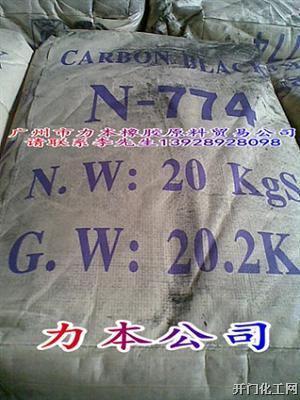 CARBON BLACK
N-774
广州市力本橡胶原料贸易公司
请联系李先生13928928098
N. W: 20 KgS
G. W: 20.2K
力本公司
开门化工网